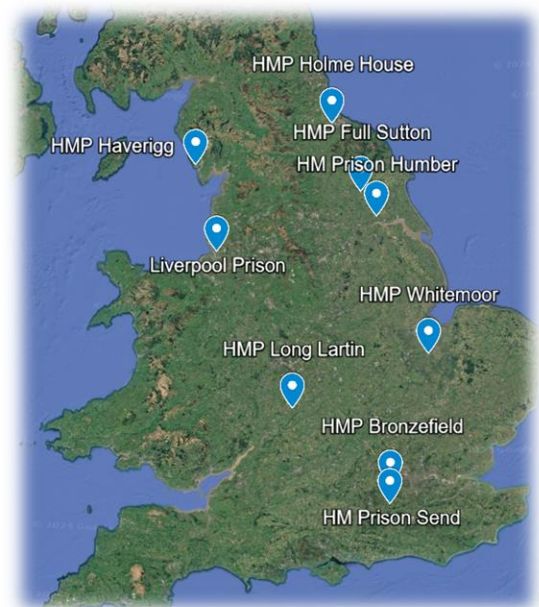 HMP Holme House
HMP Full Sutton
HMP Haverigg
HM Prison Humber
Liverpool Prison
HMP Whitemoor
HMP Long Lartin
HMP Bronzefield
HM Prison Send